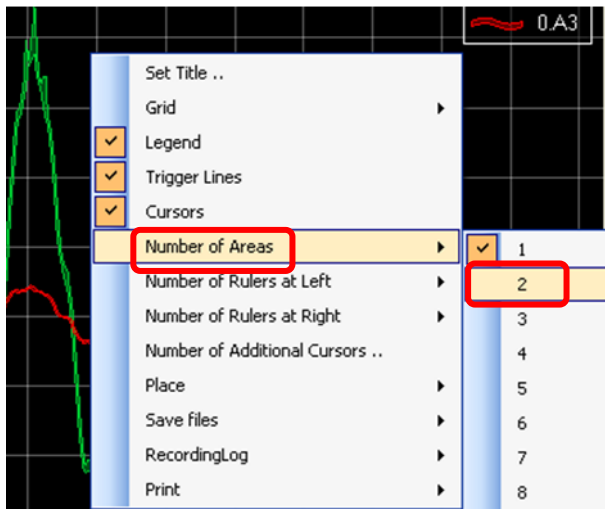 0.A3
Set Title ..
Grid
Legend
Trigger Lines
Cursors
Number of Areas
Number of Rulers at Left
Number of Rulers at Right
Number of Additional Cursors ..
Place
Save files
RecordingLog
Print
1
2
3
4
5
6
7
8